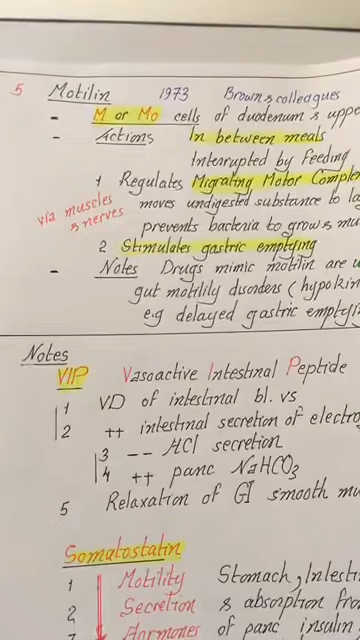 5 Motilin 1973 Brown & colleagues
- M or Mo cells of duodenum & uppe
- Actions In between meals
Interrupted by Feeding
1 Regulates Migrating Motor Comple
via muscles & nerves
moves undigested substance to la
prevents bacteria to grow & mu
2 Stimulates gastric emptying
- Notes Drugs mimic motilin are u
gut motility disorders (hypokin
e.g delayed gastric emptyi
Notes
VIP Vasoactive Intestinal Peptide
1 VD of intestinal bl. vs
2 ++ intestinal secretion of electro
3 -- HCl secretion
4 ++ panc NaHCO3
5 Relaxation of GI smooth mu
Somatostatin
1 Motility Stomach, Intesti
2 Secretion & absorption fro
Hormones of panc insulin